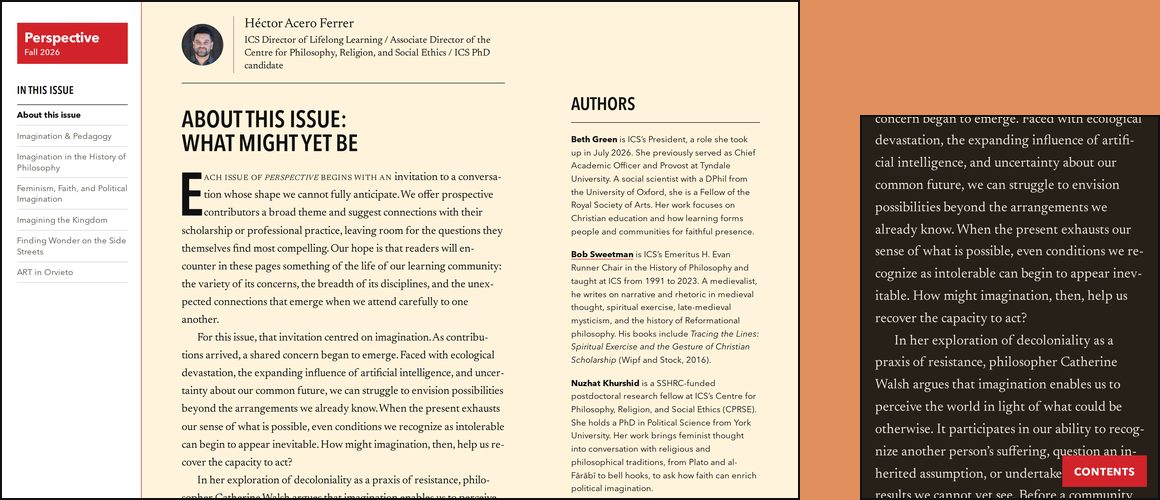 Perspective
Fall 2026
IN THIS ISSUE
About this issue
Imagination & Pedagogy
Imagination in the History of
Philosophy
Feminism, Faith, and Political
Imagination
Imagining the Kingdom
Finding Wonder on the Side
Streets
ART in Orvieto
Héctor Acero Ferrer
ICS Director of Lifelong Learning / Associate Director of the
Centre for Philosophy, Religion, and Social Ethics / ICS PhD
candidate
ABOUT THIS ISSUE:
WHAT MIGHT YET BE
EACH ISSUE OF PERSPECTIVE BEGINS WITH AN invitation to a conversa-
tion whose shape we cannot fully anticipate. We offer prospective
contributors a broad theme and suggest connections with their
scholarship or professional practice, leaving room for the questions they
themselves find most compelling. Our hope is that readers will en-
counter in these pages something of the life of our learning community:
the variety of its concerns, the breadth of its disciplines, and the unex-
pected connections that emerge when we attend carefully to one
another.
For this issue, that invitation centred on imagination. As contribu-
tions arrived, a shared concern began to emerge. Faced with ecological
devastation, the expanding influence of artificial intelligence, and uncer-
tainty about our common future, we can struggle to envision possibilities
beyond the arrangements we already know. When the present exhausts
our sense of what is possible, even conditions we recognize as intolerable
can begin to appear inevitable. How might imagination, then, help us re-
cover the capacity to act?
In her exploration of decoloniality as a praxis of resistance, philo-
sopher Catherine Walsh argues that imagination enables us to perceive
AUTHORS
Beth Green is ICS's President, a role she took
up in July 2026. She previously served as Chief
Academic Officer and Provost at Tyndale
University. A social scientist with a DPhil from
the University of Oxford, she is a Fellow of the
Royal Society of Arts. Her work focuses on
Christian education and how learning forms
people and communities for faithful presence.
Bob Sweetman is ICS's Emeritus H. Evan
Runner Chair in the History of Philosophy and
taught at ICS from 1991 to 2023. A medievalist,
he writes on narrative and rhetoric in medieval
thought, spiritual exercise, late-medieval
mysticism, and the history of Reformational
philosophy. His books include Tracing the Lines:
Spiritual Exercise and the Gesture of Christian
Scholarship (Wipf and Stock, 2016).
Nuzhat Khurshid is a SSHRC-funded
postdoctoral research fellow at ICS's Centre for
Philosophy, Religion, and Social Ethics (CPRSE).
She holds a PhD in Political Science from York
University. Her work brings feminist thought
into conversation with religious and
philosophical traditions, from Plato and al-
Fārābī to bell hooks, to ask how faith can enrich
political imagination.
concern began to emerge. Faced with ecological
devastation, the expanding influence of artifi-
cial intelligence, and uncertainty about our
common future, we can struggle to envision
possibilities beyond the arrangements we
already know. When the present exhausts our
sense of what is possible, even conditions we re-
cognize as intolerable can begin to appear inev-
itable. How might imagination, then, help us
recover the capacity to act?
In her exploration of decoloniality as a
praxis of resistance, philosopher Catherine
Walsh argues that imagination enables us to
perceive the world in light of what could be
otherwise. It participates in our ability to recog-
nize another person's suffering, question an in-
herited assumption, or undertake
results we cannot yet see. Before a community
CONTENTS